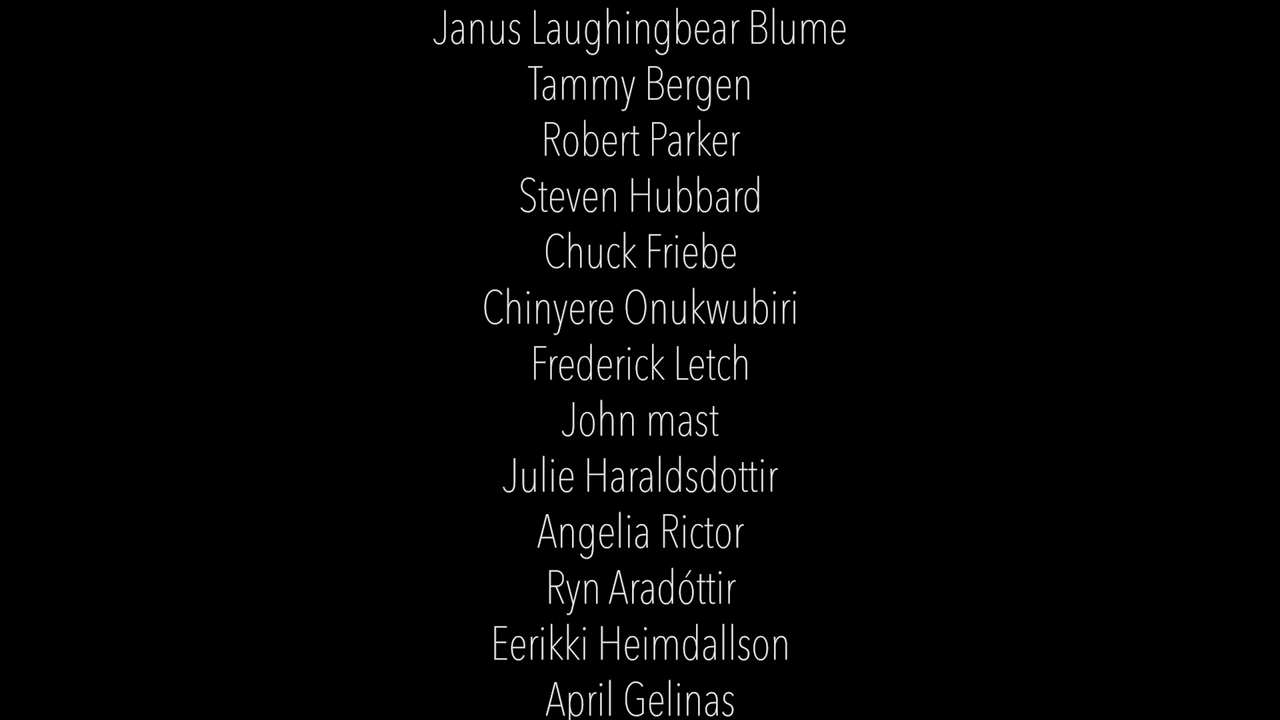 Janus Laughingbear Blume
Tammy Bergen
Robert Parker
Steven Hubbard
Chuck Friebe
Chinyere Onukwubiri
Frederick Letch
John mast
Julie Haraldsdottir
Angelia Rictor
Ryn Aradóttir
Eerikki Heimdallson
April Gelinas